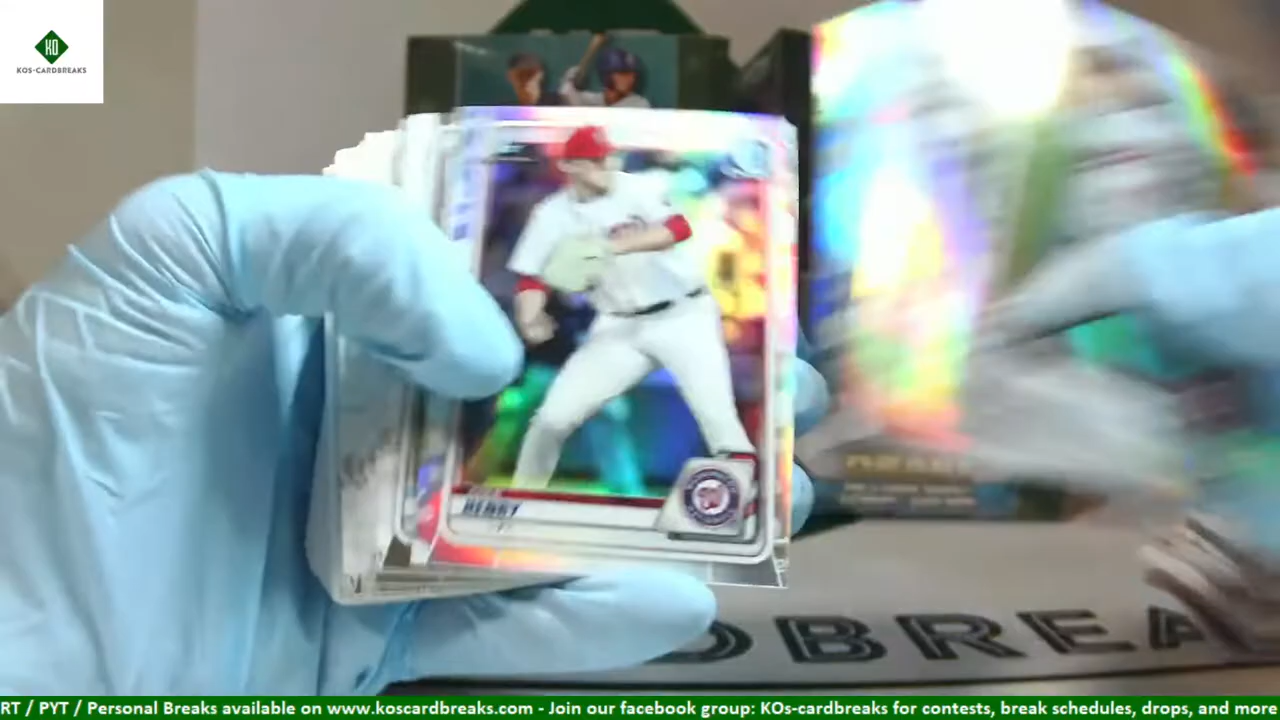 KO
KOS-CARDBREAKS
HENRY
DBREA
RT / PYT / Personal Breaks available on www.koscardbreaks.com - Join our facebook group: KOs-cardbreaks for contests, break schedules, drops, and more